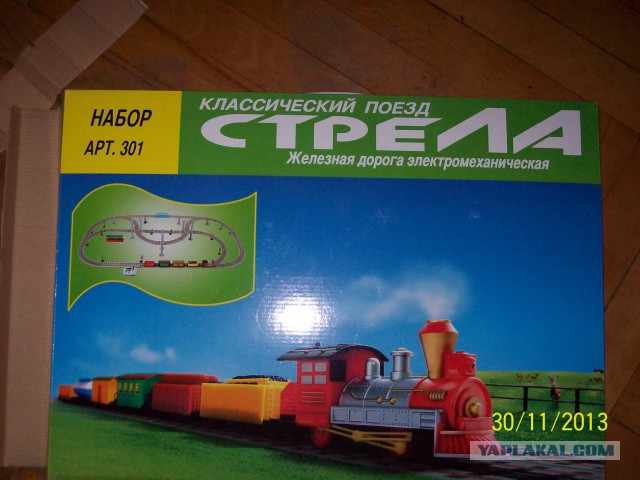 НАБОР
АРТ. 301
КЛАССИЧЕСКИЙ ПОЕЗД
СТРЕЛА
Железная дорога электромеханическая
30/11/2013
YAPLAKAL.COM